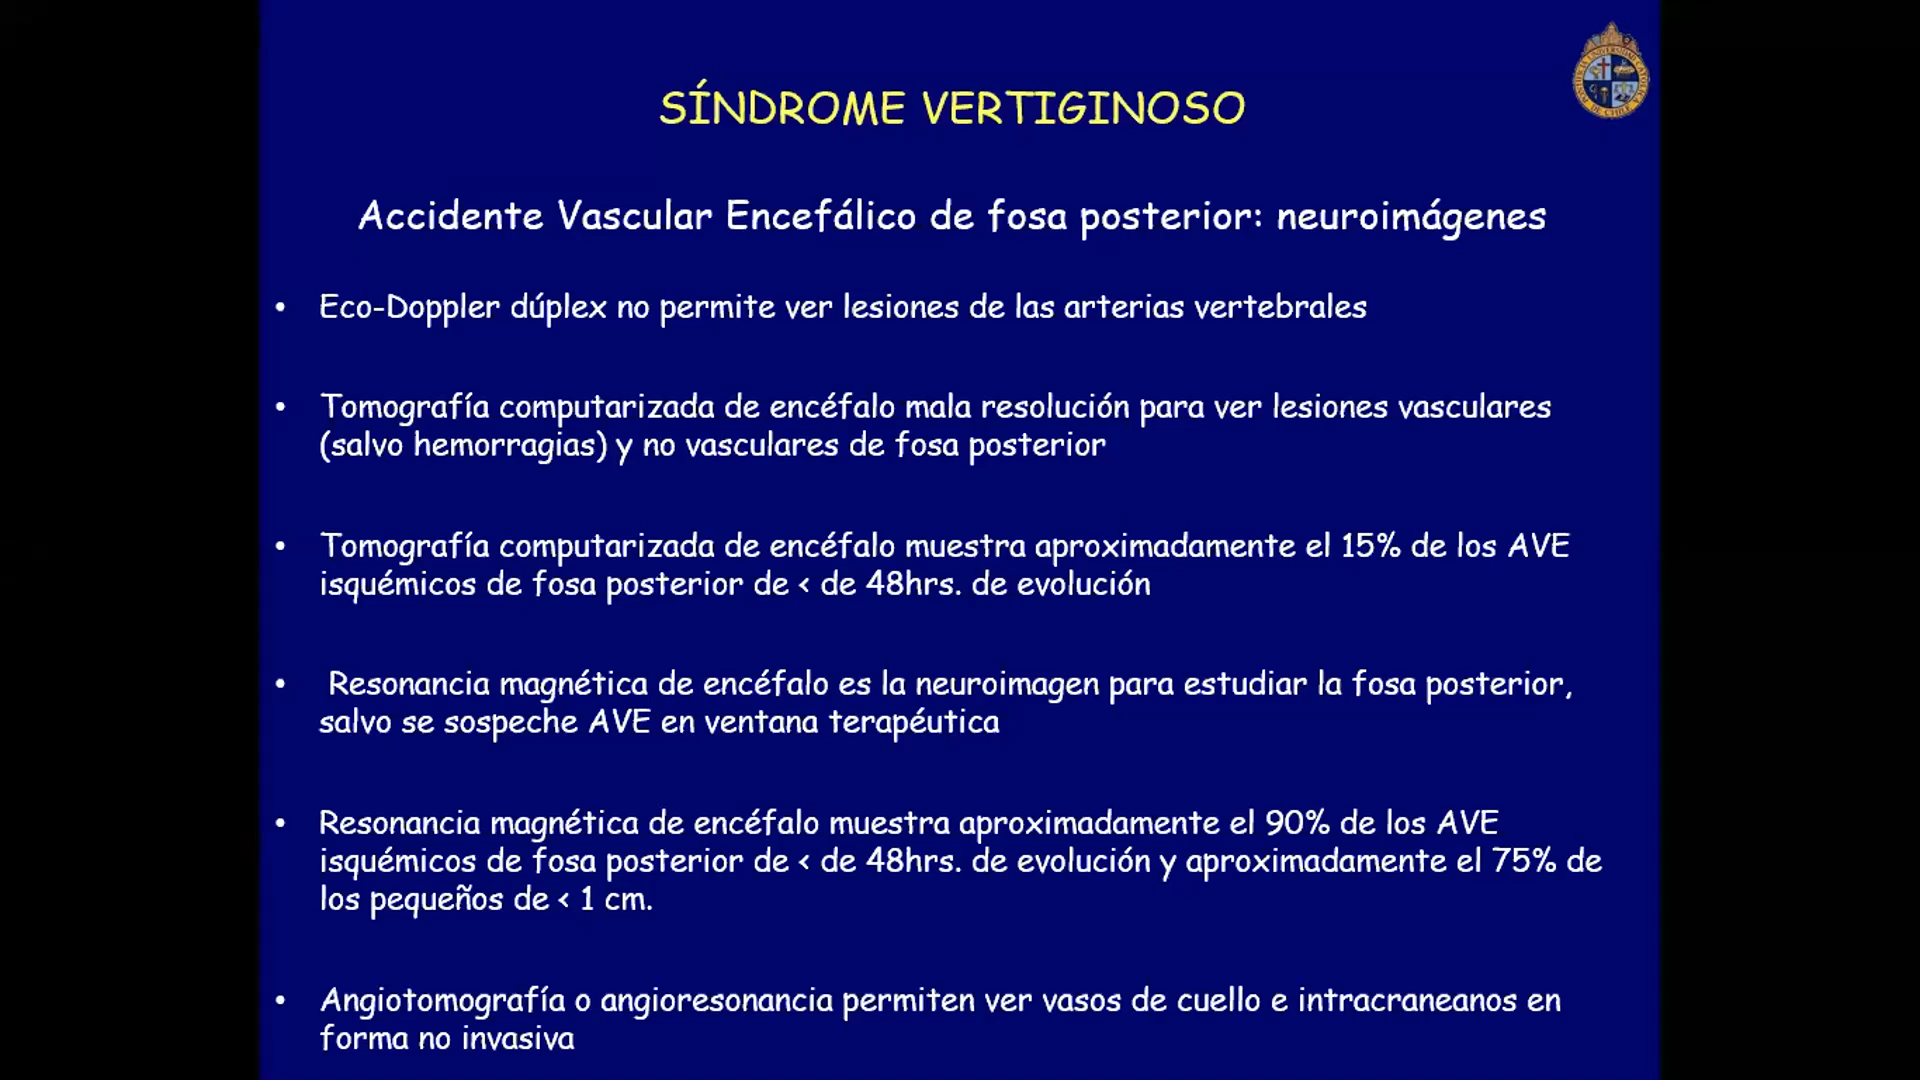 SÍNDROME VERTIGINOSO
Accidente Vascular Encefálico de fosa posterior: neuroimágenes
• Eco-Doppler dúplex no permite ver lesiones de las arterias vertebrales
• Tomografía computarizada de encéfalo mala resolución para ver lesiones vasculares
(salvo hemorragias) y no vasculares de fosa posterior
• Tomografía computarizada de encéfalo muestra aproximadamente el 15% de los AVE
isquémicos de fosa posterior de < de 48hrs. de evolución
• Resonancia magnética de encéfalo es la neuroimagen para estudiar la fosa posterior,
salvo se sospeche AVE en ventana terapéutica
• Resonancia magnética de encéfalo muestra aproximadamente el 90% de los AVE
isquémicos de fosa posterior de < de 48hrs. de evolución y aproximadamente el 75% de
los pequeños de < 1 cm.
• Angiotomografía o angioresonancia permiten ver vasos de cuello e intracraneanos en
forma no invasiva